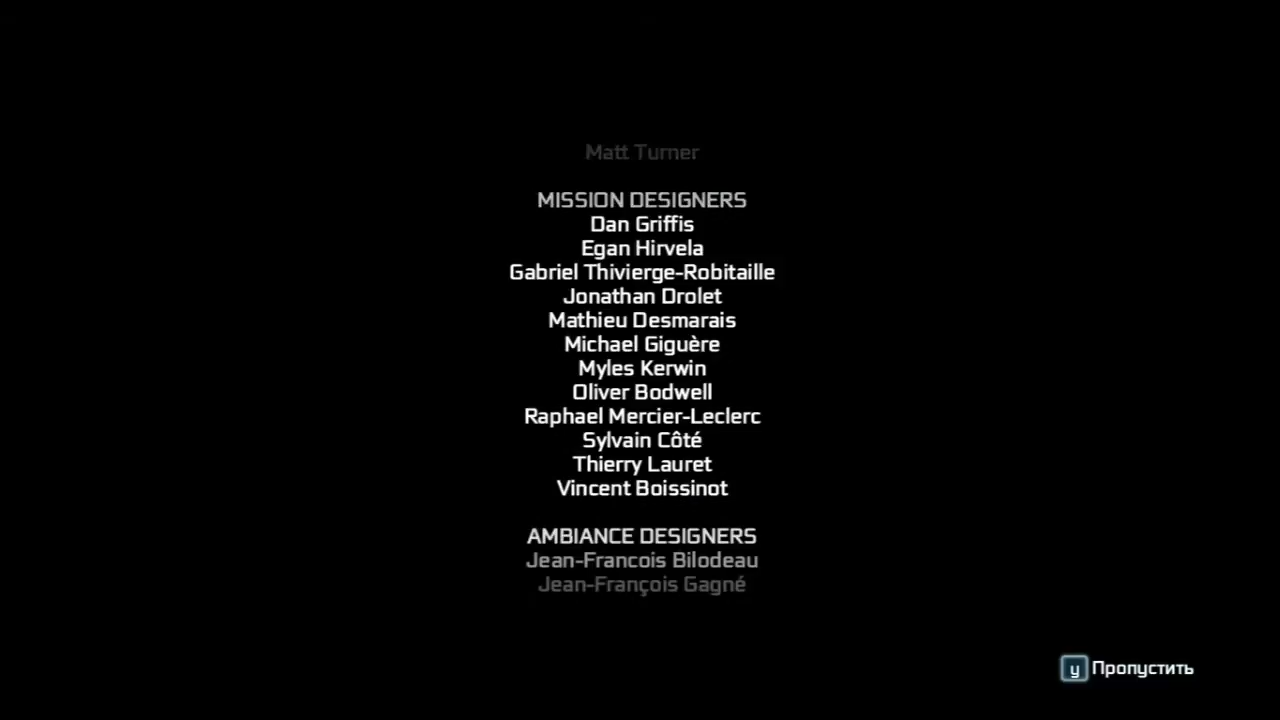 Matt Turner
MISSION DESIGNERS
Dan Griffis
Egan Hirvela
Gabriel Thivierge-Robitaille
Jonathan Drolet
Mathieu Desmarais
Michael Giguère
Myles Kerwin
Oliver Bodwell
Raphael Mercier-Leclerc
Sylvain Côté
Thierry Lauret
Vincent Boissinot
AMBIANCE DESIGNERS
Jean-Francois Bilodeau
Jean-François Gagné
y Пропустить